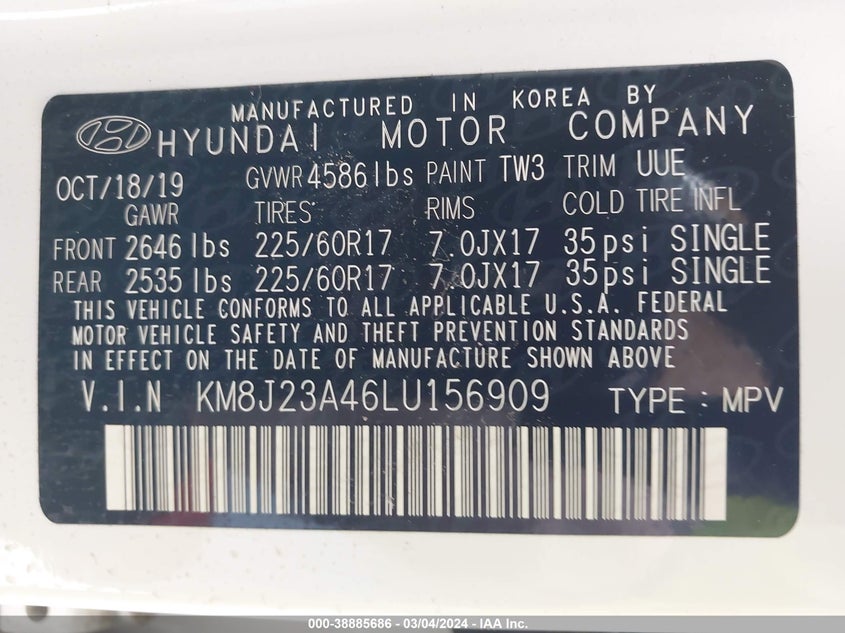 MANUFACTURED IN KOREA BY
HYUNDAI MOTOR COMPANY
OCT/18/19 GVWR 4586lbs PAINT TW3 TRIM UUE
GAWR TIRES RIMS COLD TIRE INFL
FRONT 2646 lbs 225/60R17 7.0JX17 35psi SINGLE
REAR 2535 lbs 225/60R17 7.0JX17 35psi SINGLE
THIS VEHICLE CONFORMS TO ALL APPLICABLE U.S.A. FEDERAL
MOTOR VEHICLE SAFETY AND THEFT PREVENTION STANDARDS
IN EFFECT ON THE DATE OF MANUFACTURE SHOWN ABOVE
V.I.N KM8J23A46LU156909 TYPE : MPV
000-38885686 - 03/04/2024 - IAA Inc.